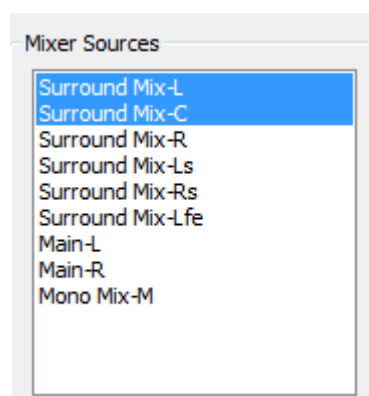 Mixer Sources
Surround Mix-L
Surround Mix-C
Surround Mix-R
Surround Mix-Ls
Surround Mix-Rs
Surround Mix-Lfe
Main-L
Main-R
Mono Mix-M